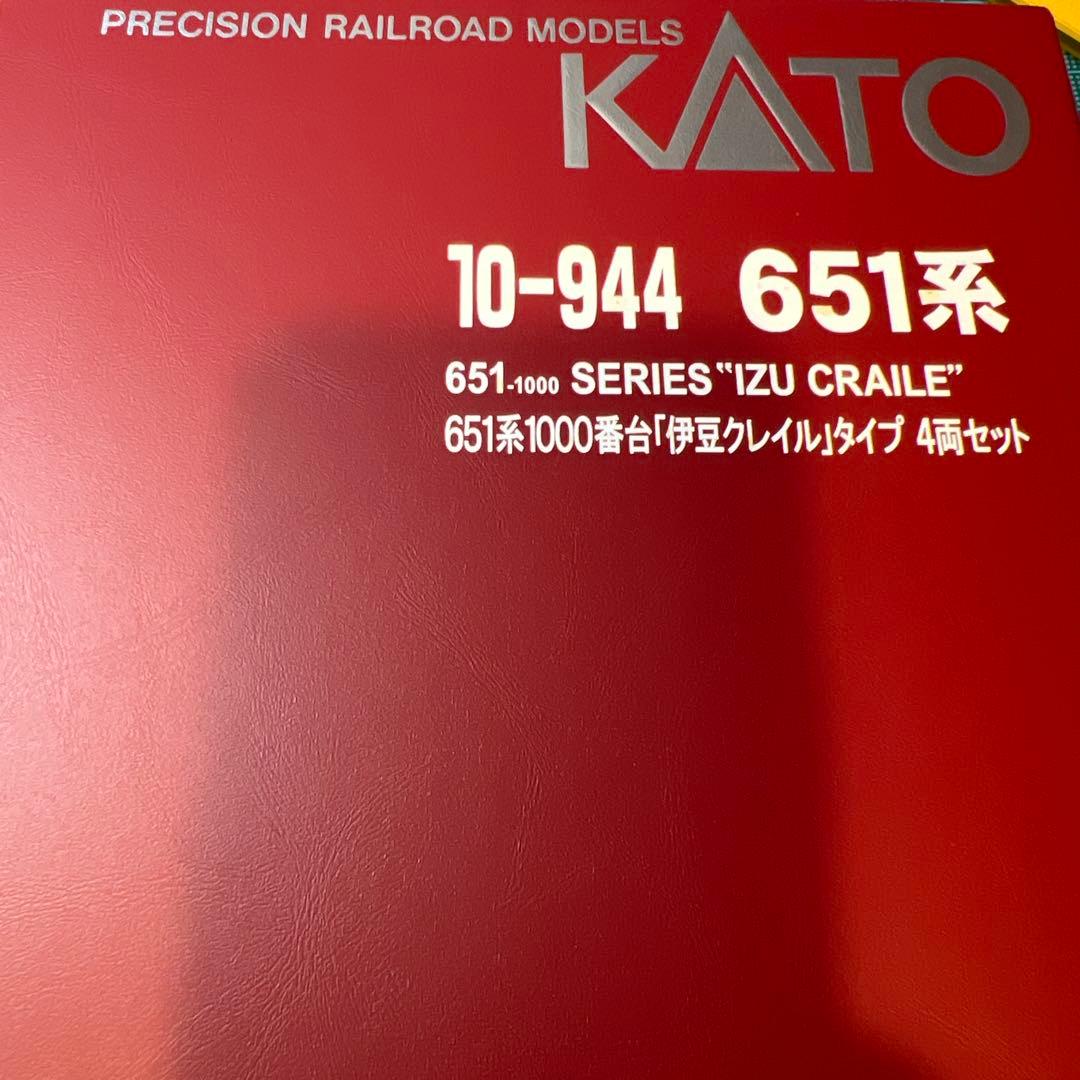 PRECISION RAILROAD MODELS
KATO
10-944 651系
651-1000 SERIES "IZU CRAILE"
651系1000番台「伊豆クレイル」タイプ 4両セット